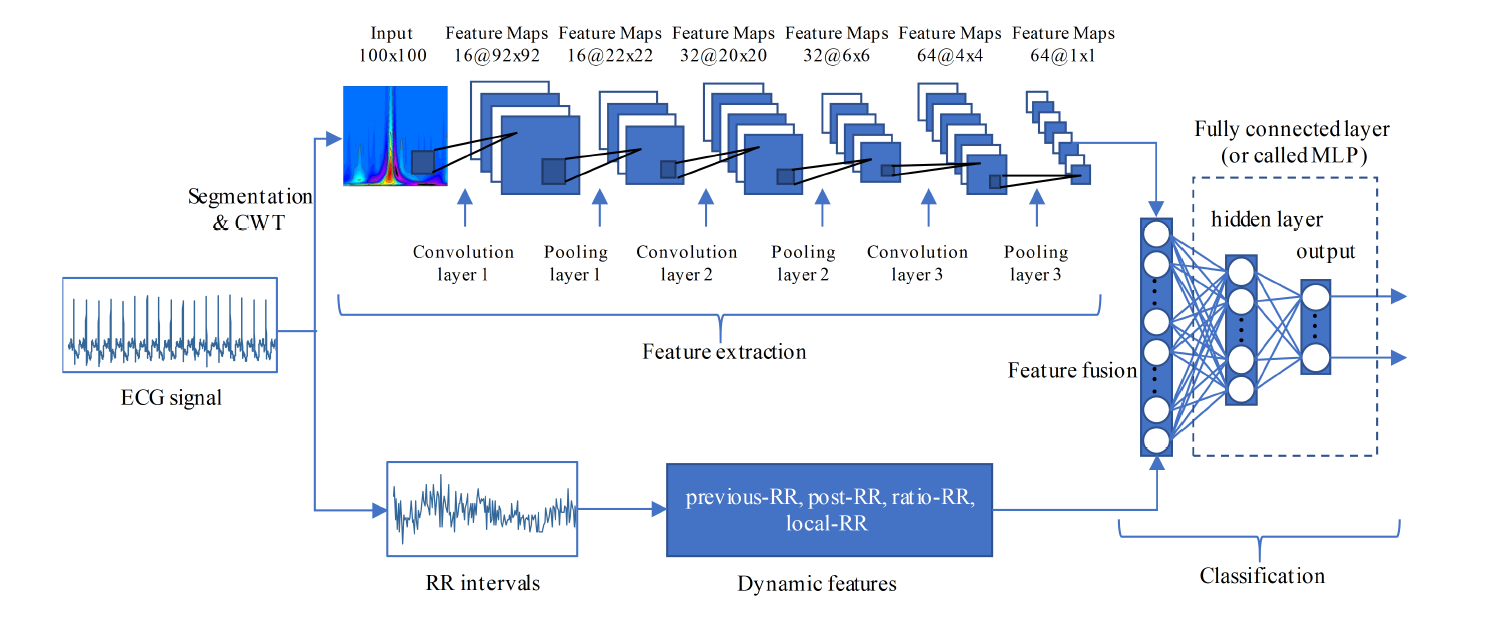 Input
100x100
Feature Maps
16@92x92
Feature Maps
16@22x22
Feature Maps
32@20x20
Feature Maps
32@6x6
Feature Maps
64@4x4
Feature Maps
64@1x1
Segmentation
& CWT
Convolution
layer 1
Pooling
layer 1
Convolution
layer 2
Pooling
layer 2
Convolution
layer 3
Pooling
layer 3
Feature extraction
Fully connected layer
(or called MLP)
hidden layer
output
ECG signal
Feature fusion
previous-RR, post-RR, ratio-RR,
local-RR
RR intervals
Dynamic features
Classification